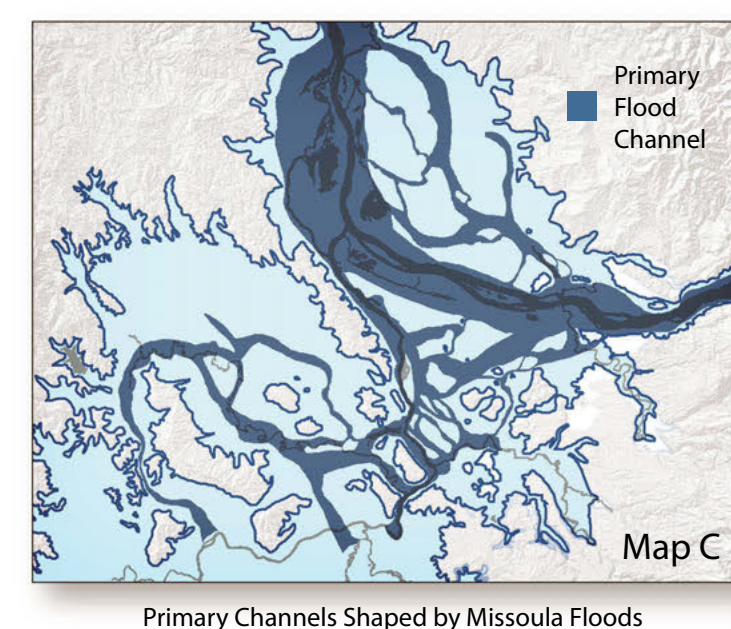 Primary
Flood
Channel
Map C
Primary Channels Shaped by Missoula Floods